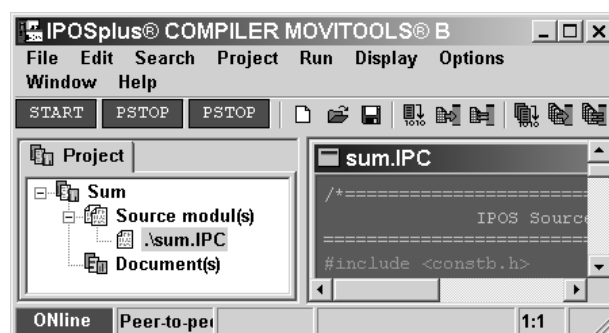 IPOSplus® COMPILER MOVITOOLS® B
File Edit Search Project Run Display Options
Window Help
START PSTOP PSTOP
Project
Sum
Source modul(s)
.\sum.IPC
Document(s)
sum.IPC
/*===========================
IPOS Source
=============================
#include <constb.h>
ONline Peer-to-pee 1:1